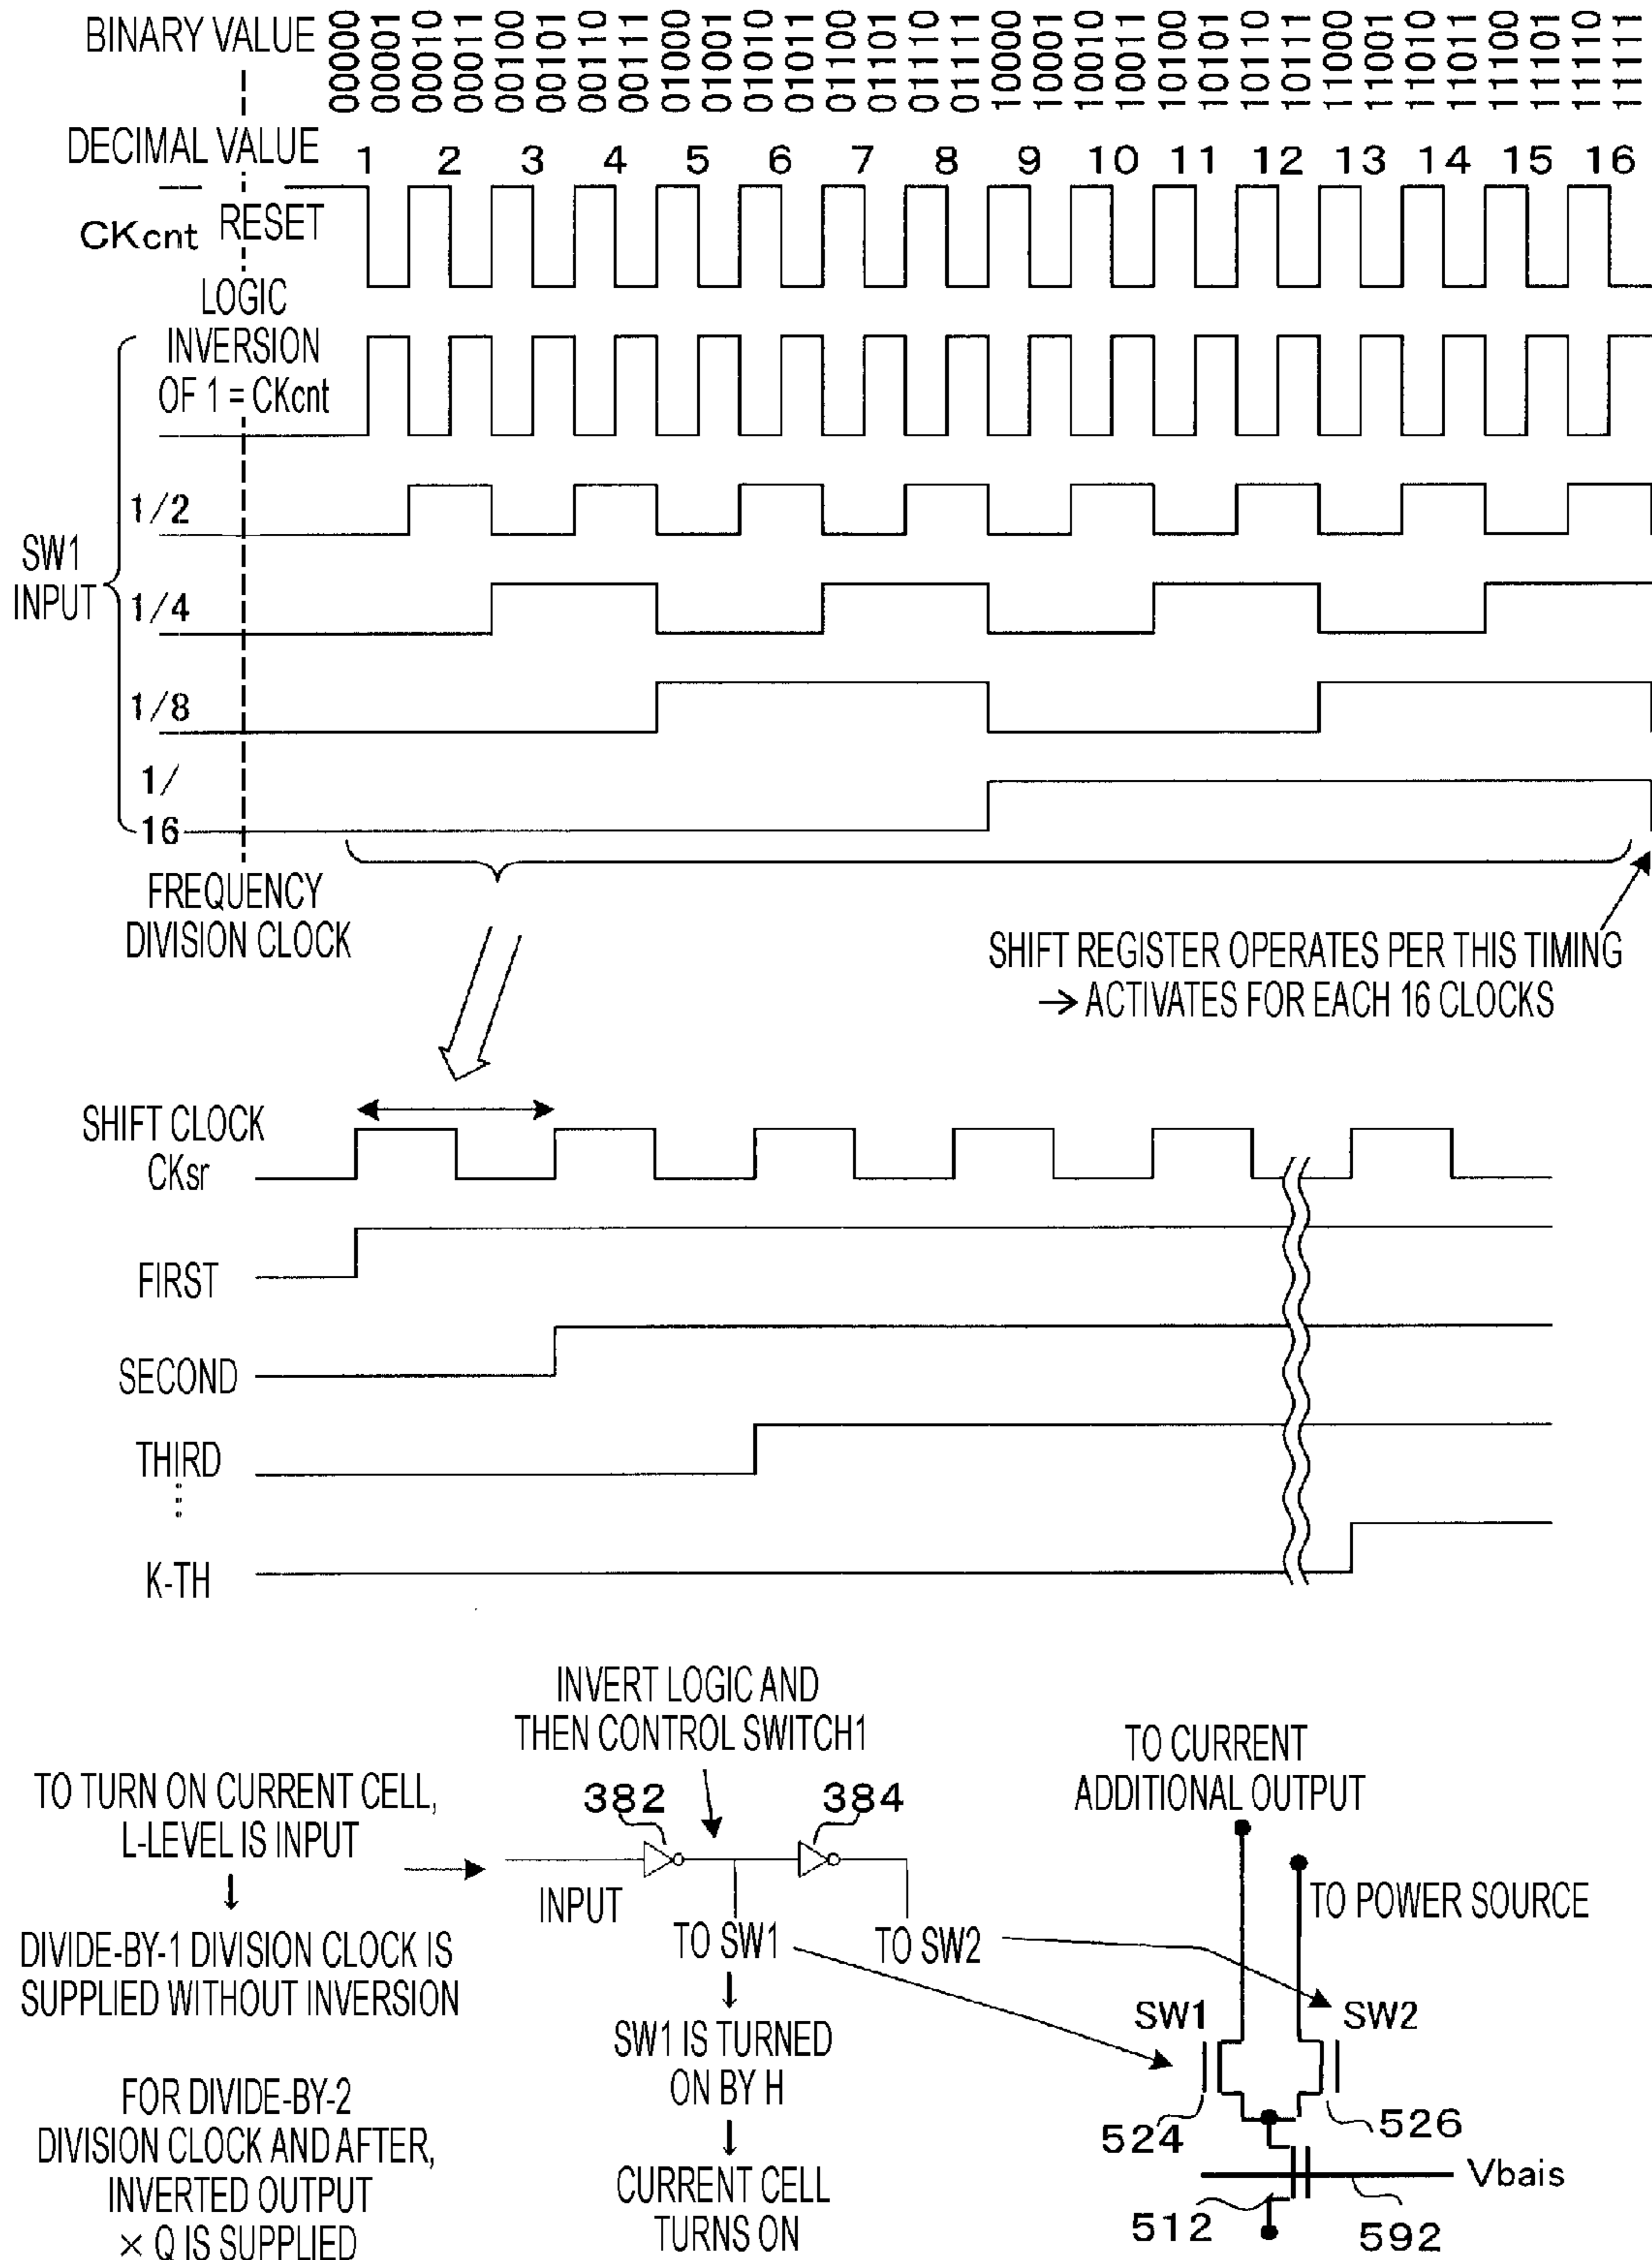 BINARY VALUE 00000 00001 00010 00011 00100 00101 00110 00111 01000 01001 01010 01011 01100 01101 01110 01111 10000 10001 10010 10011 10100 10101 10110 10111 11000 11001 11010 11011 11100 11101 11110 11111
DECIMAL VALUE 1 2 3 4 5 6 7 8 9 10 11 12 13 14 15 16
CKcnt RESET
LOGIC
INVERSION
OF 1 = CKcnt
1/2
SW1
INPUT
1/4
1/8
1/
16
FREQUENCY
DIVISION CLOCK
SHIFT REGISTER OPERATES PER THIS TIMING
→ ACTIVATES FOR EACH 16 CLOCKS
SHIFT CLOCK
CKsr
FIRST
SECOND
THIRD
⋮
K-TH
INVERT LOGIC AND
THEN CONTROL SWITCH1
TO TURN ON CURRENT CELL,
L-LEVEL IS INPUT
↓
DIVIDE-BY-1 DIVISION CLOCK IS
SUPPLIED WITHOUT INVERSION
FOR DIVIDE-BY-2
DIVISION CLOCK AND AFTER,
INVERTED OUTPUT
× Q IS SUPPLIED
382
384
INPUT
TO SW1
TO SW2
↓
SW1 IS TURNED
ON BY H
↓
CURRENT CELL
TURNS ON
TO CURRENT
ADDITIONAL OUTPUT
TO POWER SOURCE
SW1
SW2
524
526
Vbais
512
592